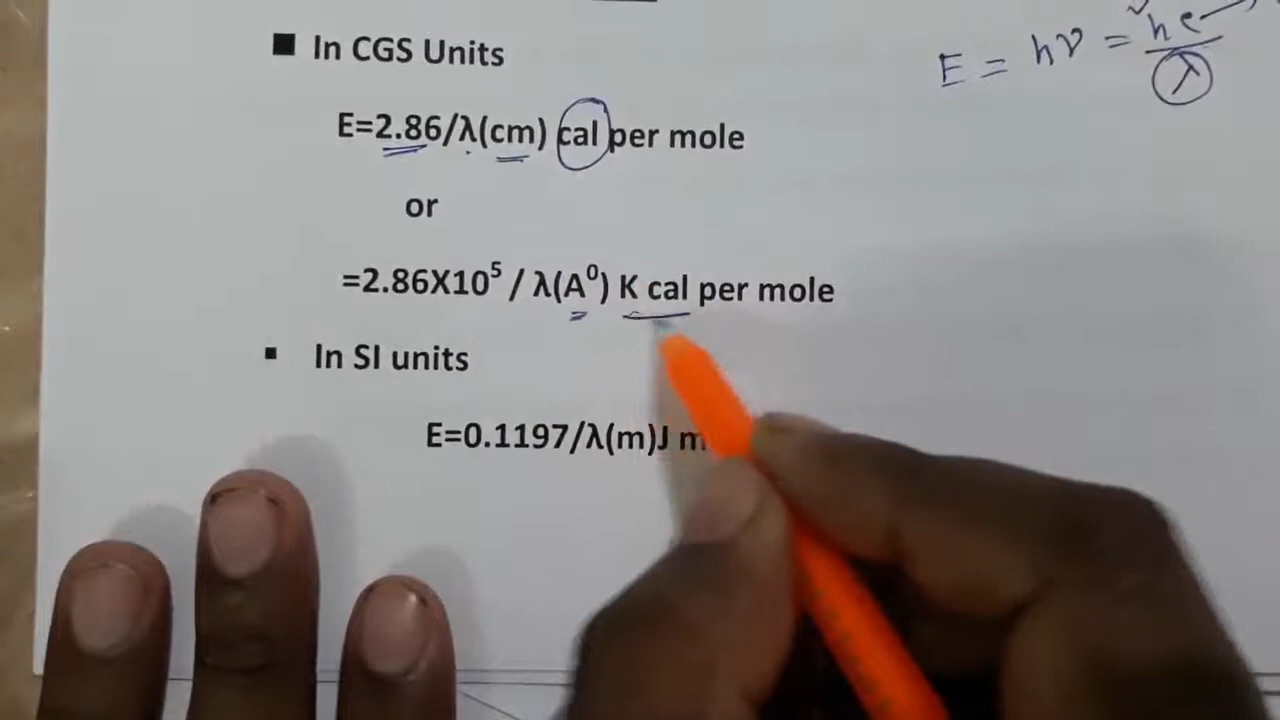 In CGS Units
E = hν = hc
λ
E=2.86/λ(cm) cal per mole
or
=2.86X10⁵ / λ(A⁰) K cal per mole
In SI units
E=0.1197/λ(m)J m